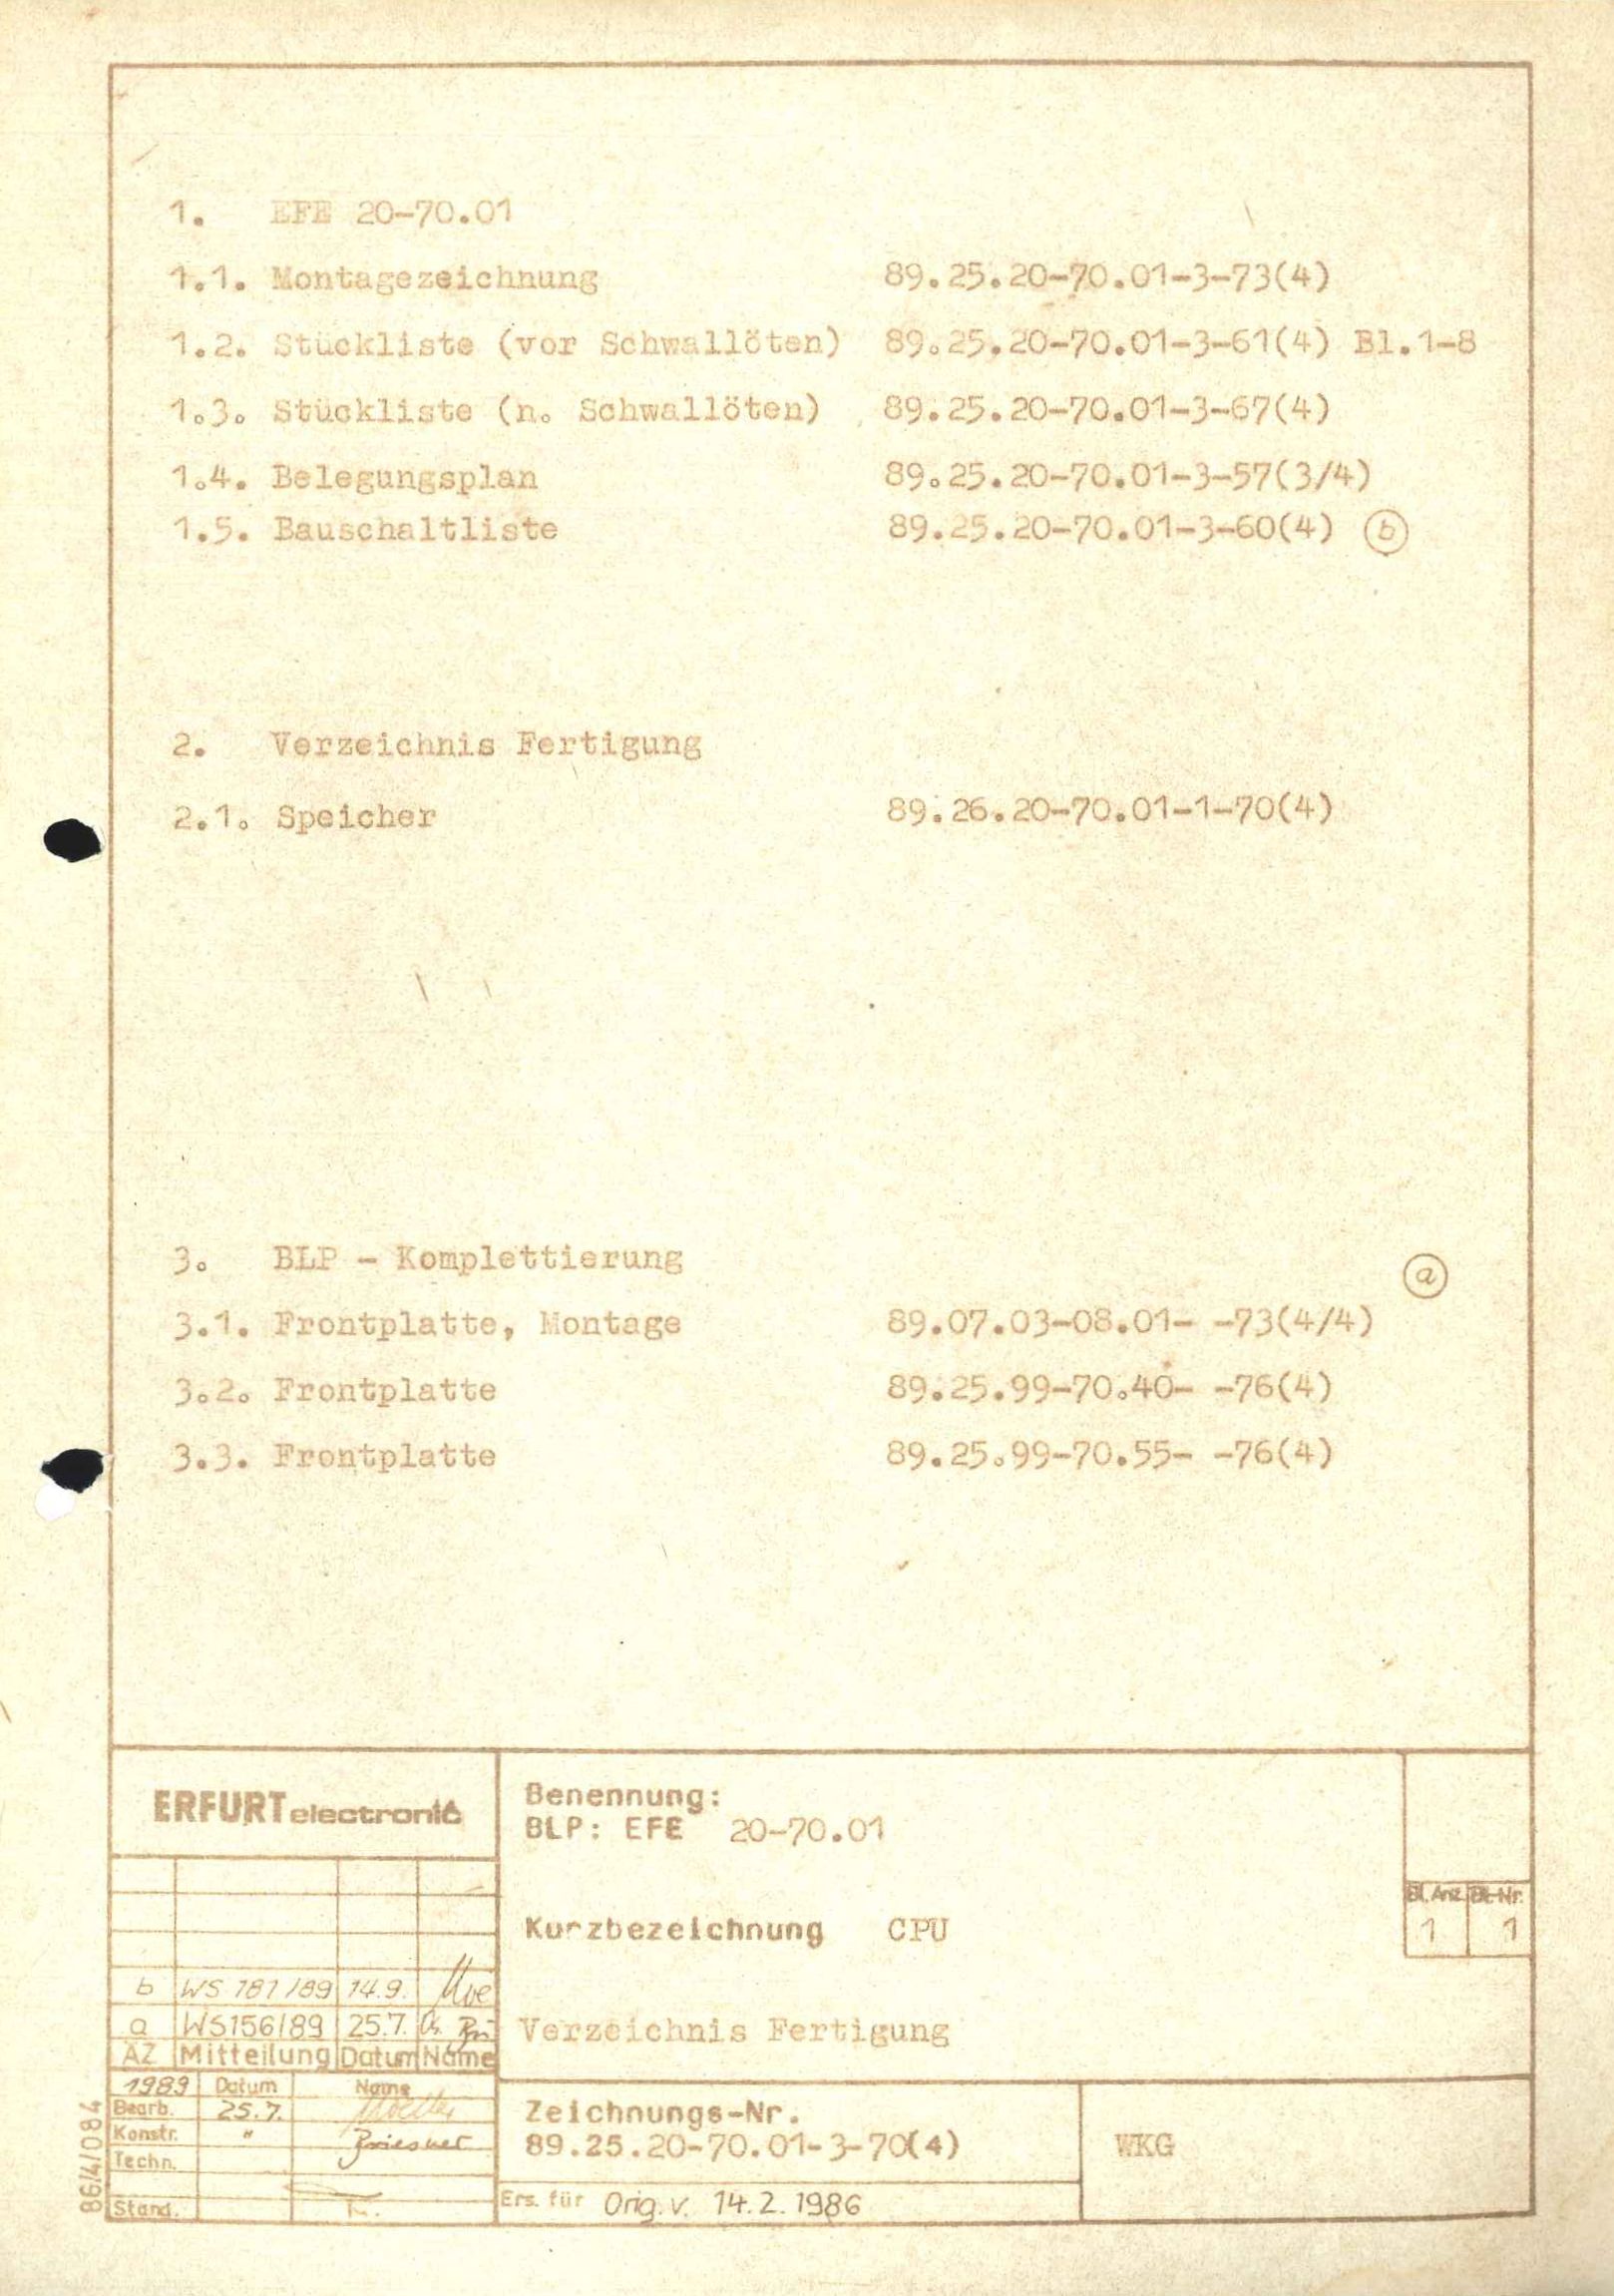 1. EFE 20-70.01
1.1. Montagezeichnung 89.25.20-70.01-3-73(4)
1.2. Stückliste (vor Schwallöten) 89.25.20-70.01-3-61(4) Bl.1-8
1.3. Stückliste (n. Schwallöten) 89.25.20-70.01-3-67(4)
1.4. Belegungsplan 89.25.20-70.01-3-57(3/4)
1.5. Bauschaltliste 89.25.20-70.01-3-60(4) b
2. Verzeichnis Fertigung
2.1. Speicher 89.26.20-70.01-1-70(4)
3. BLP - Komplettierung
a
3.1. Frontplatte, Montage 89.07.03-08.01- -73(4/4)
3.2. Frontplatte 89.25.99-70.40- -76(4)
3.3. Frontplatte 89.25.99-70.55- -76(4)
ERFURT electronic
Benennung:
BLP: EFE 20-70.01
Kurzbezeichnung CPU
Bl. Anz. Bl-Nr.
1 1
b WS 181/89 14.9.
a WS156/89 25.7.
ÄZ Mitteilung Datum Name
Verzeichnis Fertigung
1989 Datum Name
Bearb. 25.7.
Konstr. "
Techn.
Stand.
86/4/084
Zeichnungs-Nr.
89.25.20-70.01-3-70(4)
WKG
Ers. für Orig. v. 14.2.1986